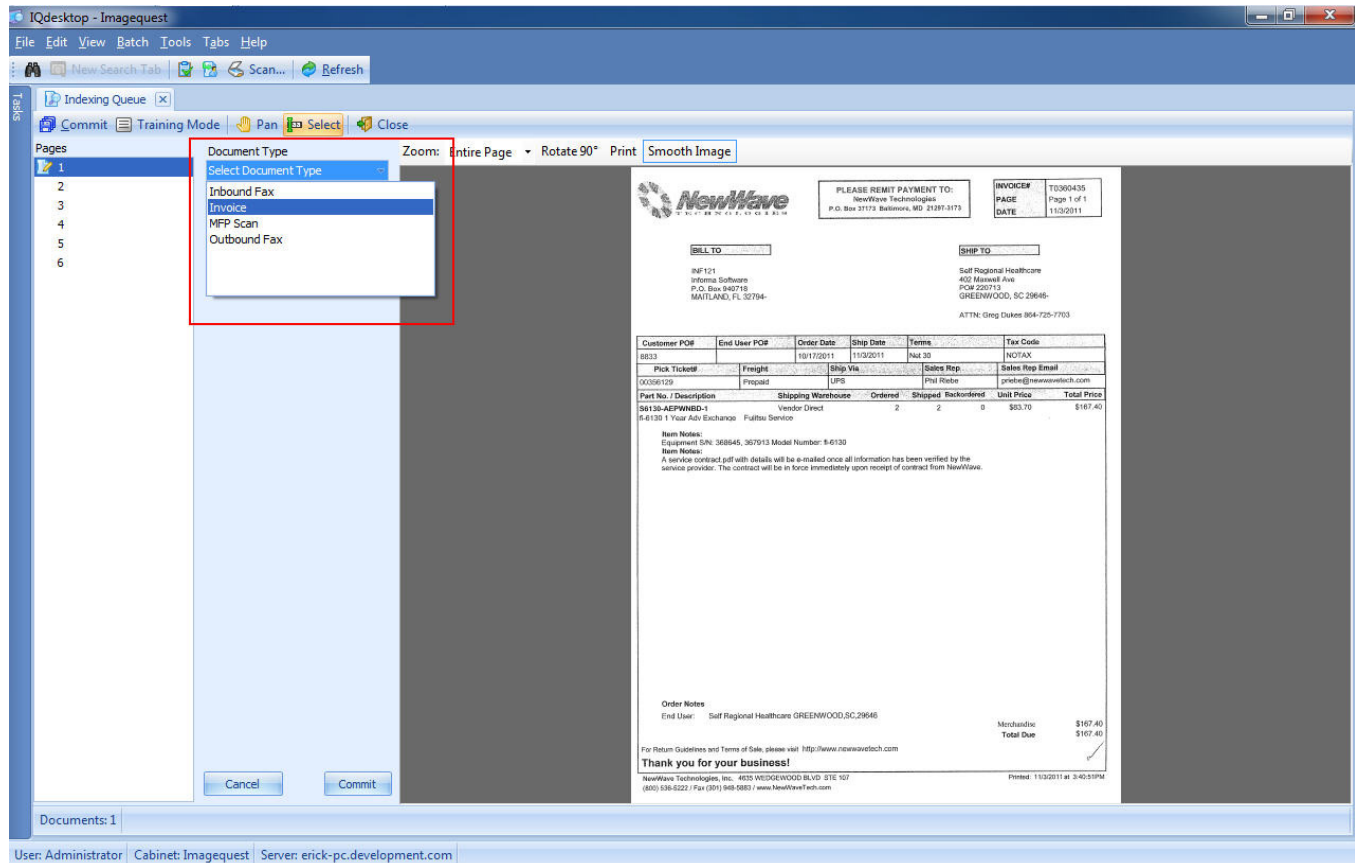 IQdesktop - Imagequest
File Edit View Batch Tools Tabs Help
New Search Tab Scan... Refresh
Tasks
Indexing Queue
Commit Training Mode Pan Select Close
Pages
1
2
3
4
5
6
Document Type
Select Document Type
Inbound Fax
Invoice
MFP Scan
Outbound Fax
Cancel Commit
Zoom: Entire Page Rotate 90° Print Smooth Image
NewWave
TECHNOLOGIES
PLEASE REMIT PAYMENT TO:
NewWave Technologies
P.O. Box 37173 Baltimore, MD 21297-3173
INVOICE# T0360435
PAGE Page 1 of 1
DATE 11/3/2011
BILL TO
INF121
Informa Software
P.O. Box 940718
MAITLAND, FL 32794-
SHIP TO
Self Regional Healthcare
402 Maxwell Ave
PO# 220713
GREENWOOD, SC 29646-
ATTN: Greg Dukes 864-725-7703
Customer PO# End User PO# Order Date Ship Date Terms Tax Code
8833 10/17/2011 11/3/2011 Net 30 NOTAX
Pick Ticket# Freight Ship Via Sales Rep Sales Rep Email
00356129 Prepaid UPS Phil Riebe priebe@newwavetech.com
Part No. / Description Shipping Warehouse Ordered Shipped Backordered Unit Price Total Price
S6130-AEPWNBD-1 Vendor Direct 2 2 0 $83.70 $167.40
fi-6130 1 Year Adv Exchange Fujitsu Service
Item Notes:
Equipment S/N: 368645, 367913 Model Number: fi-6130
Item Notes:
A service contract.pdf with details will be e-mailed once all information has been verified by the
service provider. The contract will be in force immediately upon receipt of contract from NewWave.
Order Notes
End User: Self Regional Healthcare GREENWOOD,SC,29646
Merchandise $167.40
Total Due $167.40
For Return Guidelines and Terms of Sale, please visit http://www.newwavetech.com
Thank you for your business!
NewWave Technologies, Inc. 4635 WEDGEWOOD BLVD STE 107 Printed: 11/3/2011 at 3:40:51PM
(800) 536-5222 / Fax (301) 948-5883 / www.NewWaveTech.com
Documents: 1
User: Administrator Cabinet: Imagequest Server: erick-pc.development.com